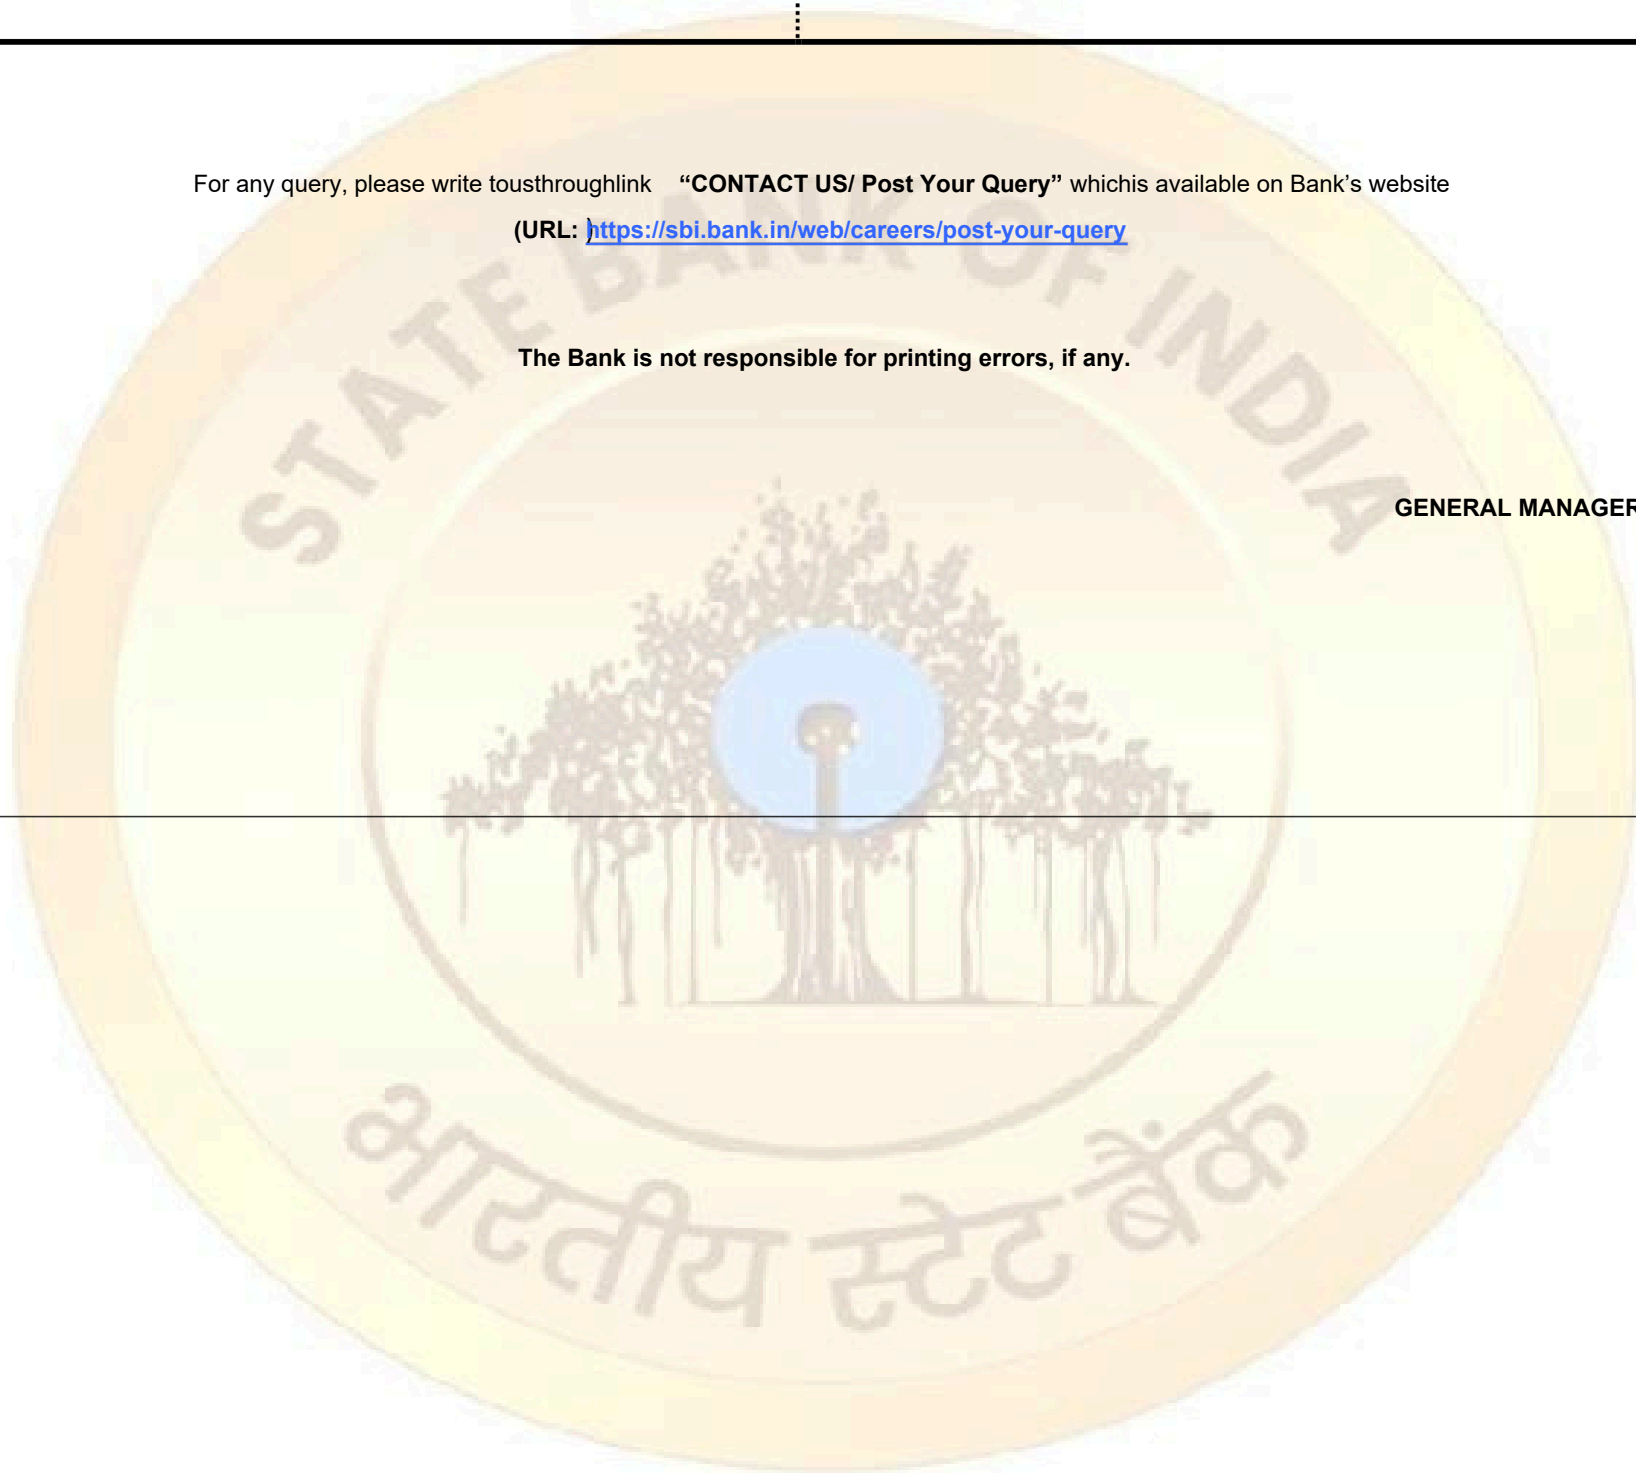 For any query, please write tousthroughlink “CONTACT US/ Post Your Query” whichis available on Bank’s website
(URL: )https://sbi.bank.in/web/careers/post-your-query
STATE BANK OF INDIA
The Bank is not responsible for printing errors, if any.
GENERAL MANAGER
भारतीय स्टेट बैंक